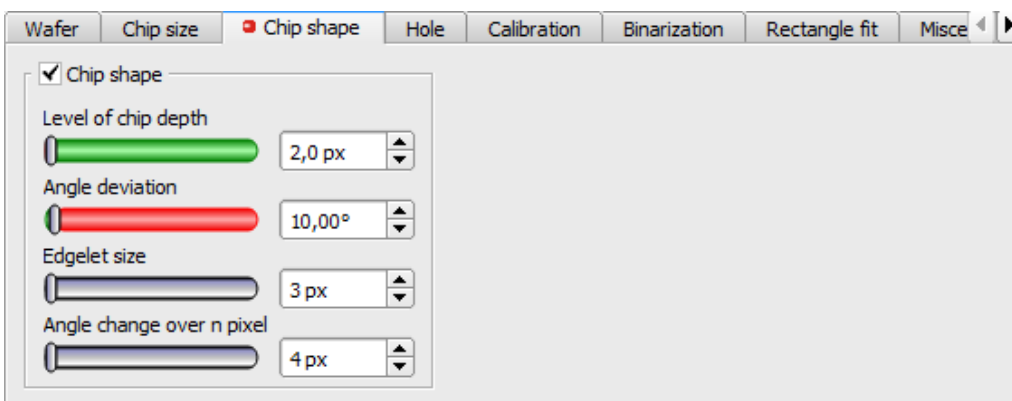 Wafer Chip size Chip shape Hole Calibration Binarization Rectangle fit Misce
Chip shape
Level of chip depth
2,0 px
Angle deviation
10,00°
Edgelet size
3 px
Angle change over n pixel
4 px